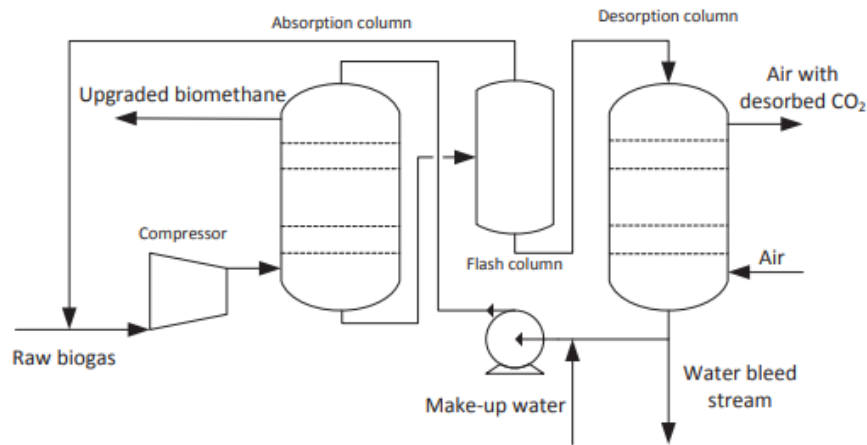 Absorption column
Desorption column
Upgraded biomethane
Air with
desorbed CO₂
Compressor
Flash column
Air
Raw biogas
Make-up water
Water bleed
stream